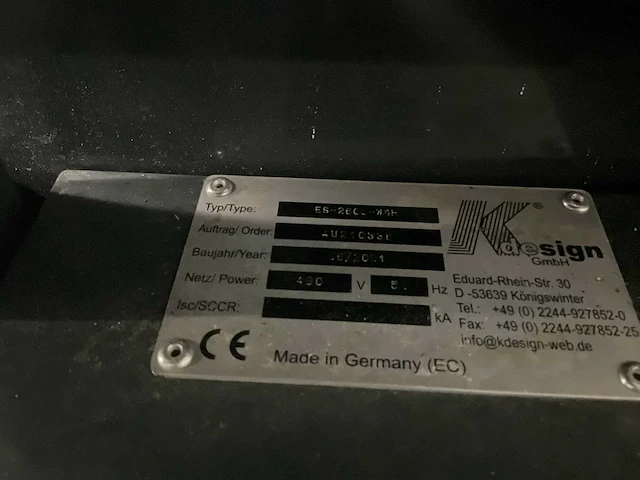 Typ/Type:
Auftrag/ Order:
Baujahr/Year:
Netz/ Power: V Hz
Isc/SCCR: kA
CE Made in Germany (EC)
Kdesign®
GmbH
Eduard-Rhein-Str. 30
D -53639 Königswinter
Tel.: +49 (0) 2244-927852-0
Fax: +49 (0) 2244-927852-25
info@kdesign-web.de